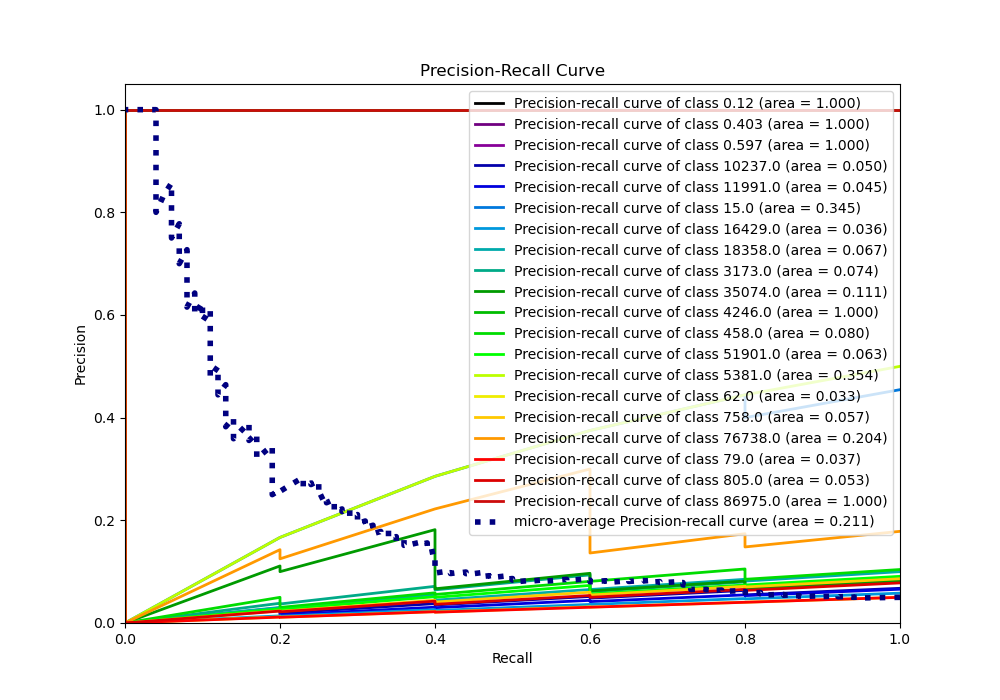 Precision-Recall Curve
1.0
0.8
0.6
0.4
0.2
0.0
Precision
Precision-recall curve of class 0.12 (area = 1.000)
Precision-recall curve of class 0.403 (area = 1.000)
Precision-recall curve of class 0.597 (area = 1.000)
Precision-recall curve of class 10237.0 (area = 0.050)
Precision-recall curve of class 11991.0 (area = 0.045)
Precision-recall curve of class 15.0 (area = 0.345)
Precision-recall curve of class 16429.0 (area = 0.036)
Precision-recall curve of class 18358.0 (area = 0.067)
Precision-recall curve of class 3173.0 (area = 0.074)
Precision-recall curve of class 35074.0 (area = 0.111)
Precision-recall curve of class 4246.0 (area = 1.000)
Precision-recall curve of class 458.0 (area = 0.080)
Precision-recall curve of class 51901.0 (area = 0.063)
Precision-recall curve of class 5381.0 (area = 0.354)
Precision-recall curve of class 62.0 (area = 0.033)
Precision-recall curve of class 758.0 (area = 0.057)
Precision-recall curve of class 76738.0 (area = 0.204)
Precision-recall curve of class 79.0 (area = 0.037)
Precision-recall curve of class 805.0 (area = 0.053)
Precision-recall curve of class 86975.0 (area = 1.000)
micro-average Precision-recall curve (area = 0.211)
0.0 0.2 0.4 0.6 0.8 1.0
Recall